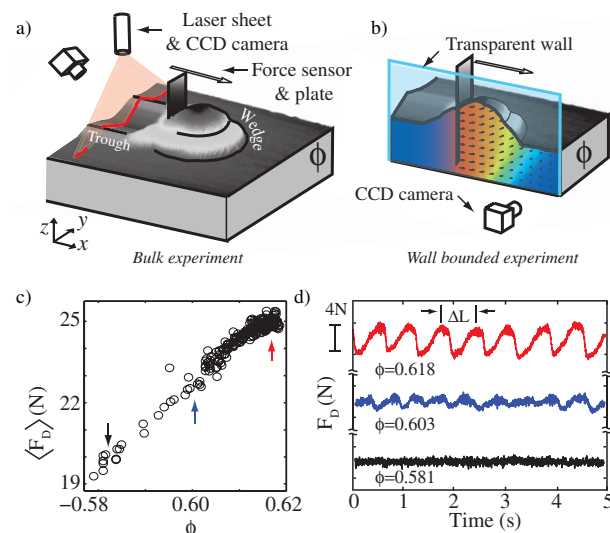 a)
Laser sheet
& CCD camera
Force sensor
& plate
Trough
Wedge
ϕ
z
y
x
Bulk experiment
b)
Transparent wall
ϕ
CCD camera
Wall bounded experiment
c)
25
22
19
⟨F_D⟩ (N)
0.58
0.60
0.62
ϕ
d)
4N
ΔL
ϕ=0.618
ϕ=0.603
ϕ=0.581
F_D (N)
0
1
2
3
4
5
Time (s)